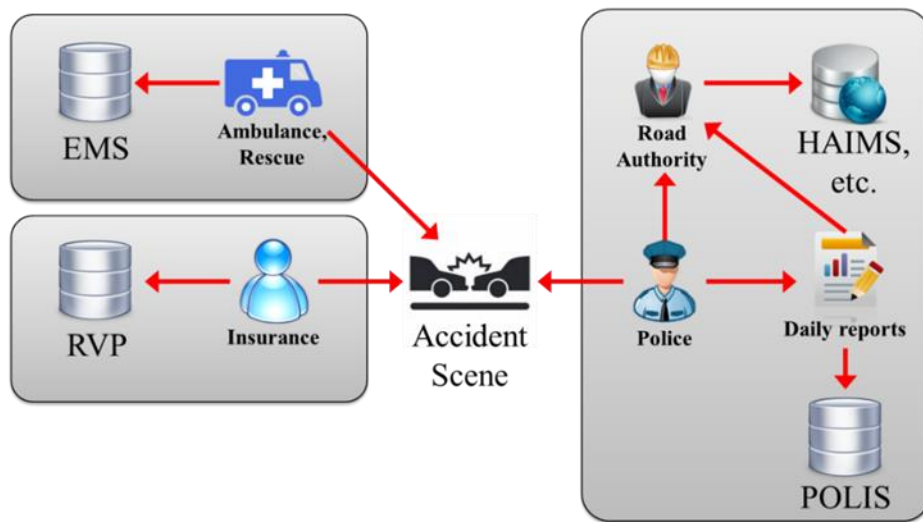 EMS
Ambulance,
Rescue
RVP
Insurance
Accident
Scene
Road
Authority
HAIMS,
etc.
Police
Daily reports
POLIS